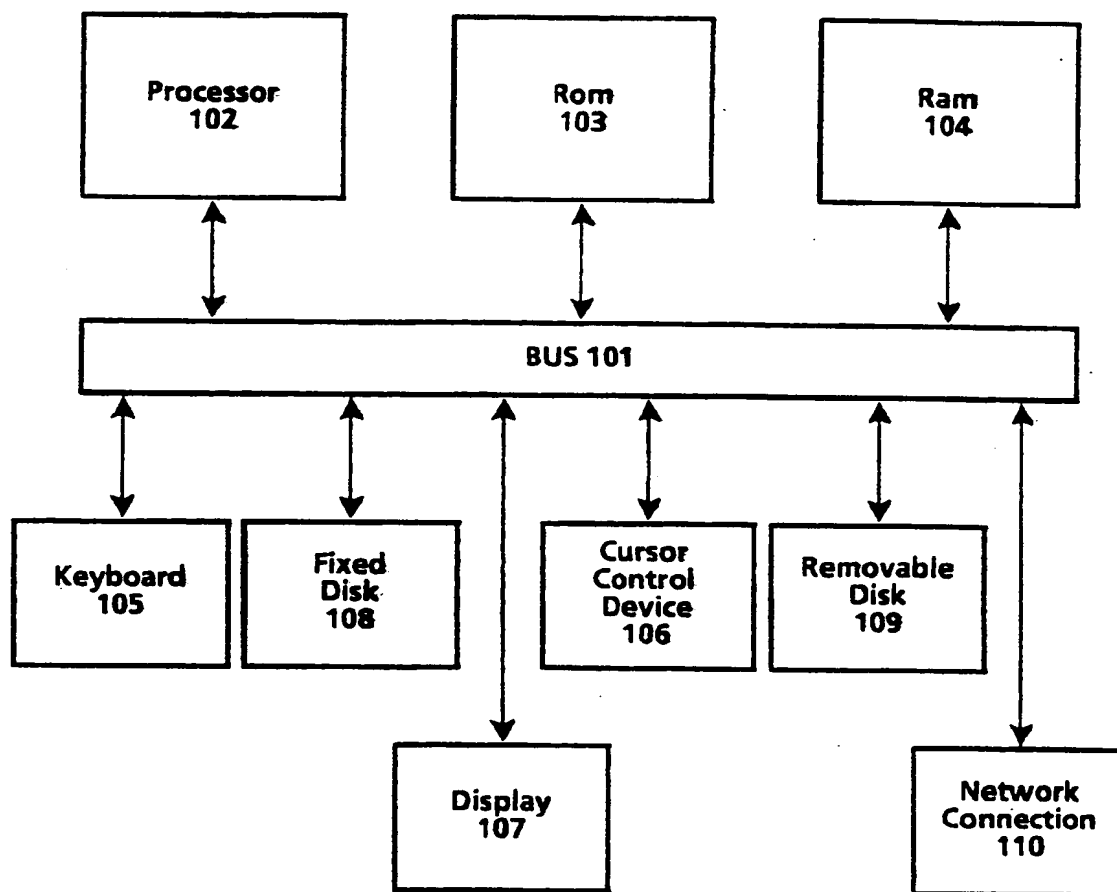 Processor
102
Rom
103
Ram
104
BUS 101
Keyboard
105
Fixed
Disk
108
Cursor
Control
Device
106
Removable
Disk
109
Display
107
Network
Connection
110